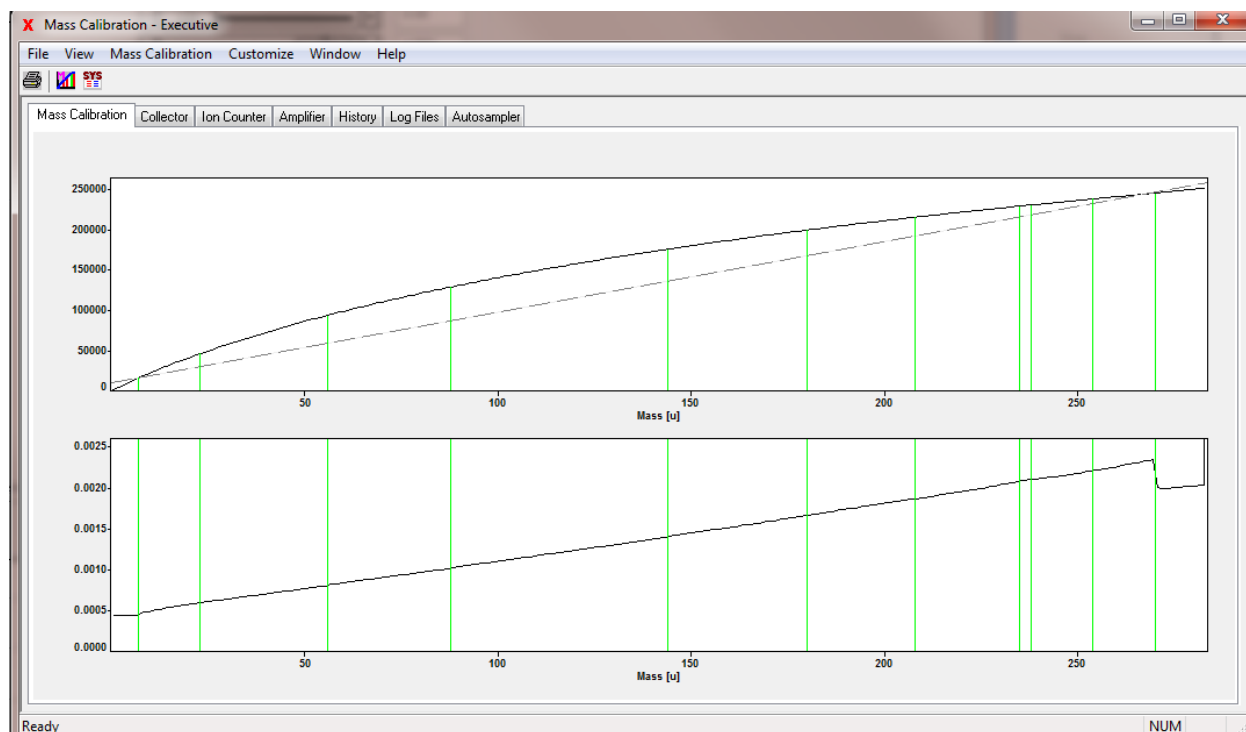 Mass Calibration - Executive
File View Mass Calibration Customize Window Help
SYS
Mass Calibration Collector Ion Counter Amplifier History Log Files Autosampler
250000
200000
150000
100000
50000
0
50 100 150 200 250
Mass [u]
0.0025
0.0020
0.0015
0.0010
0.0005
0.0000
50 100 150 200 250
Mass [u]
Ready NUM